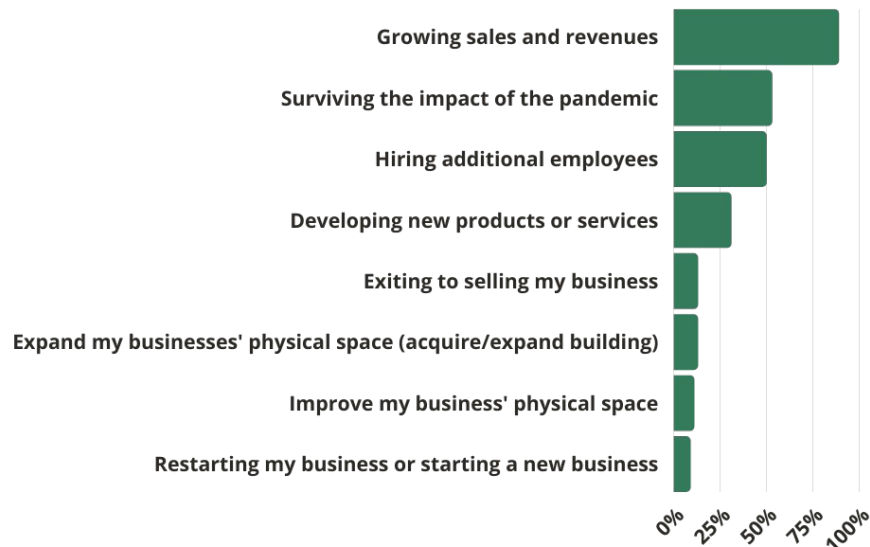 Growing sales and revenues
Surviving the impact of the pandemic
Hiring additional employees
Developing new products or services
Exiting to selling my business
Expand my businesses' physical space (acquire/expand building)
Improve my business' physical space
Restarting my business or starting a new business
0%
25%
50%
75%
100%